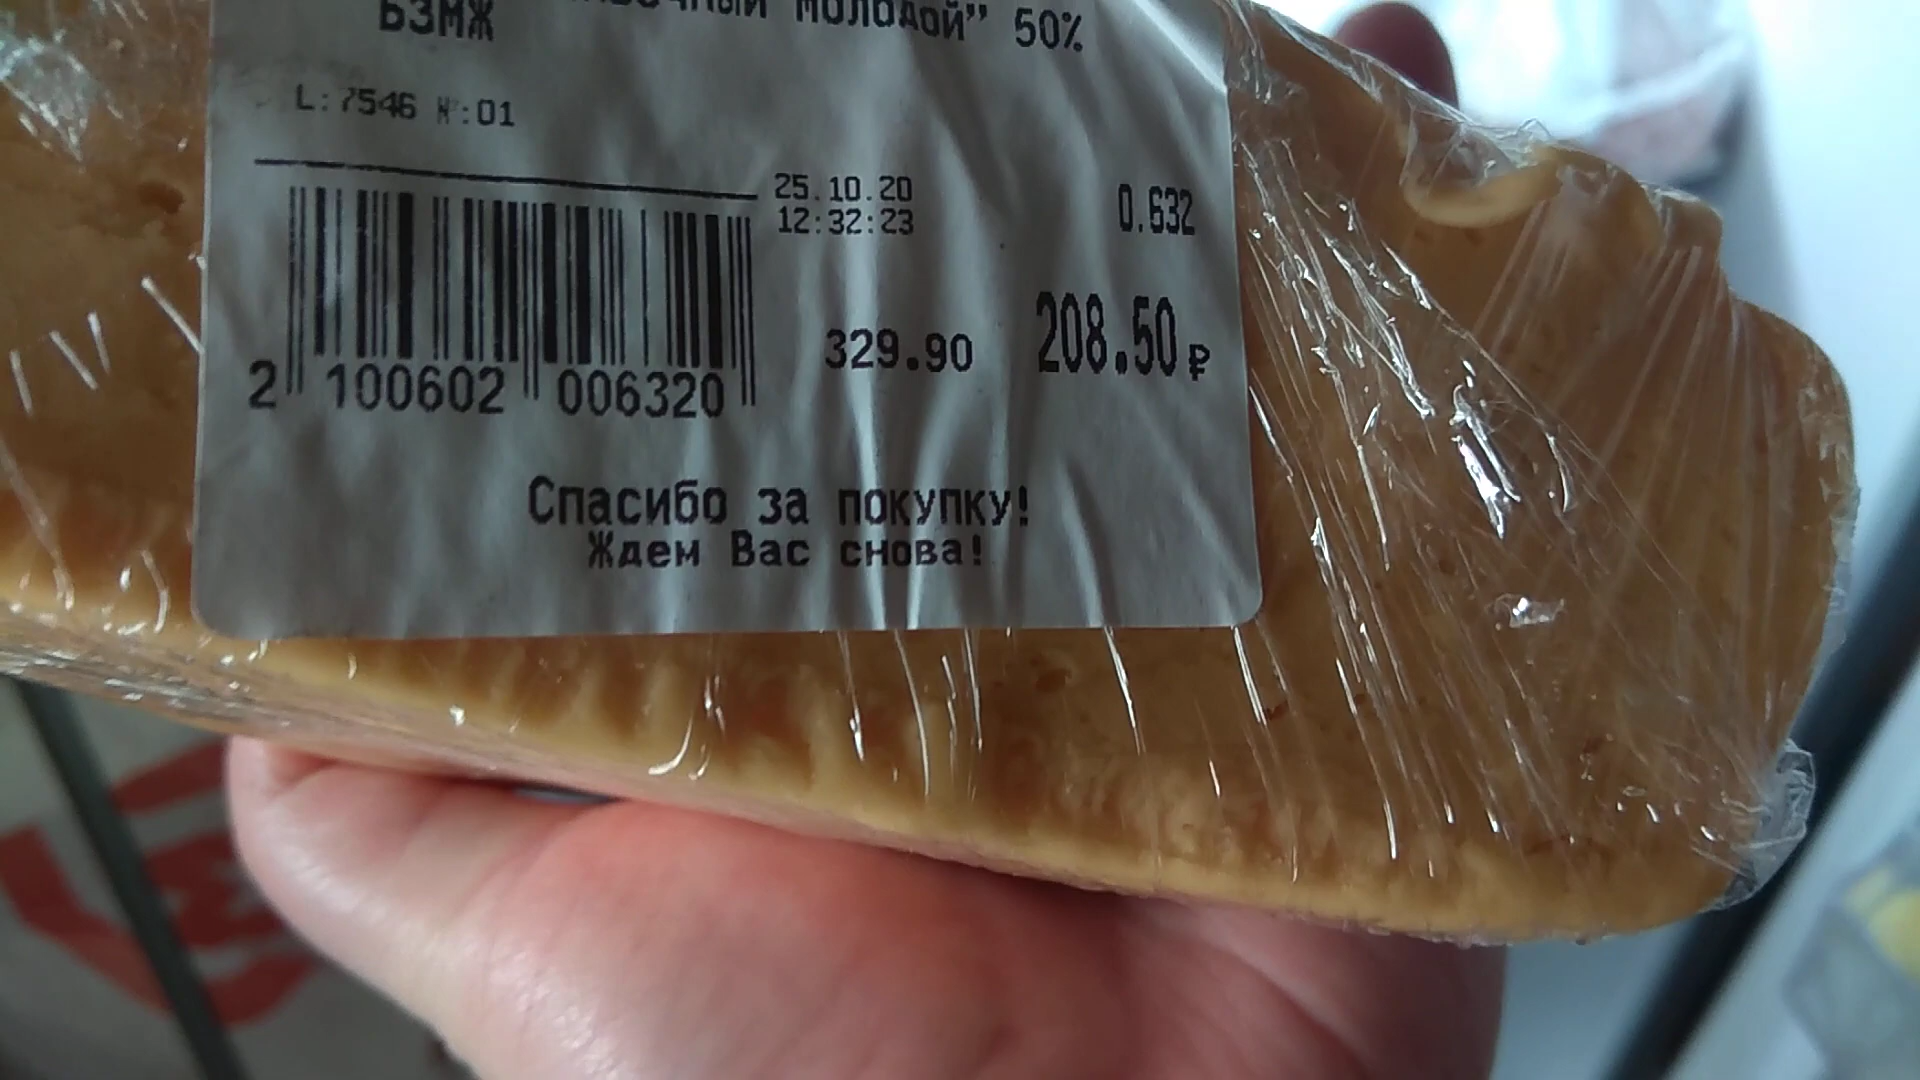 молодой" 50%
БЗМЖ
L:7546 №:01
25.10.20
12:32:23
0.632
329.90
208.50₽
2 100602 006320
Спасибо за покупку!
Ждем Вас снова!